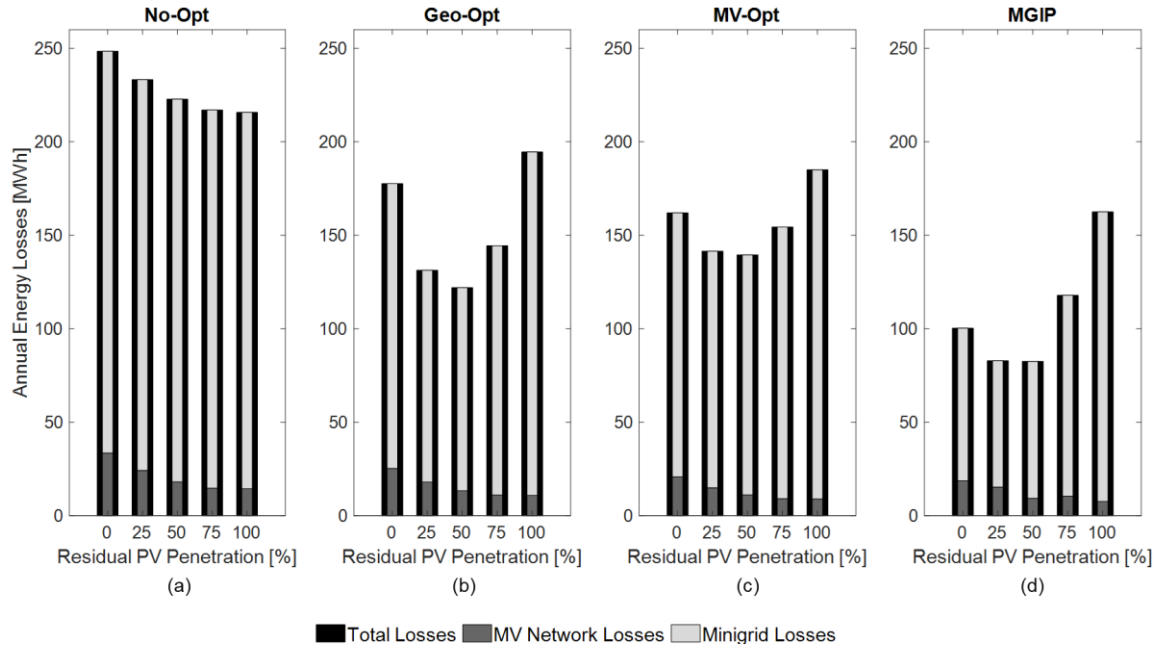 No-Opt
Geo-Opt
MV-Opt
MGIP
Annual Energy Losses [MWh]
250
200
150
100
50
0
0 25 50 75 100
Residual PV Penetration [%]
(a)
250
200
150
100
50
0
0 25 50 75 100
Residual PV Penetration [%]
(b)
250
200
150
100
50
0
0 25 50 75 100
Residual PV Penetration [%]
(c)
250
200
150
100
50
0
0 25 50 75 100
Residual PV Penetration [%]
(d)
Total Losses MV Network Losses Minigrid Losses